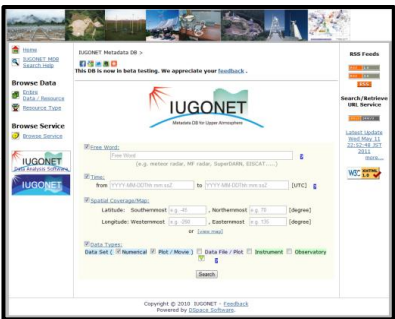 Home
IUGONET MDB
Search Help
Browse Data
Entire
Data / Resource
Resource Type
Browse Service
Browse Service
IUGONET
Data Analysis Software
IUGONET
IUGONET Metadata DB >
This DB is now in beta testing. We appreciate your feedback .
IUGONET
Metadata DB for Upper Atmosphere
Free Word:
Free Word
(e.g. meteor radar, MF radar, SuperDARN, EISCAT.....)
Time:
from YYYY-MM-DDThh:mm:ssZ to YYYY-MM-DDThh:mm:ssZ [UTC]
Spatial Coverage/Map:
Latitude: Southernmost e.g. 45 , Northernmost e.g. 70 [degree]
Longitude: Westernmost e.g. 200 , Easternmost e.g. 135 [degree]
or [view map]
Data Types:
Data Set ( Numerical Plot / Movie ) Data File / Plot Instrument Observatory
Search
Copyright © 2010 IUGONET - Feedback
Powered by DSpace Software.
RSS Feeds
Search/Retrieve
URL Service
Latest Update
Wed May 11
22:52:48 JST
2011
more...
W3C